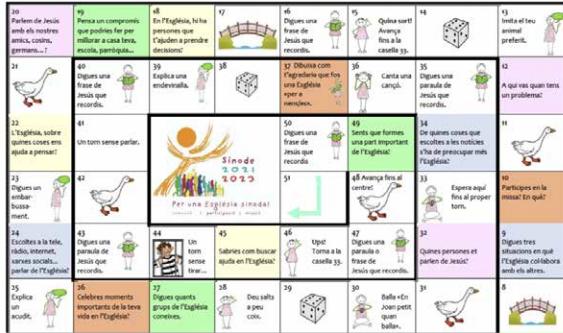 20
Parlem de Jesús
amb els nostres
amics, cosins,
germans...?
19
Pensa un compromís
que podries fer per
millorar a casa teva,
escola, parròquia...
18
En l'Església, hi ha
persones que
t'ajuden a prendre
decisions?
17
16
Digues una
frase de
Jesús que
recordis.
15
Quina sort!
Avança
fins a la
casella 33.
14
13
Imita el teu
animal
preferit.
21
40
Digues una
frase de
Jesús que
recordis.
39
Explica una
endevinalla.
38
37 Dibuixa com
t'agradaria que fos
una Església
«per a
nens/es».
36
Canta una
cançó.
35
Digues una
paraula de
Jesús que
recordis.
12
A qui vas quan tens
un problema?
22
L'Església, sobre
quines coses ens
ajuda a pensar?
41
Un torn sense parlar.
Sínode
2021
2023
Per una Església sinodal
comunió | participació | missió
50
Digues una
frase de
Jesús que
recordis
49
Sents que formes
una part important
de l'Església?
34
De quines coses que
escoltes a les notícies
s'ha de preocupar més
l'Església?
11
23
Digues un
embar-
bussa-
ment.
42
51
48 Avança fins al
centre!
33
Espera aquí
fins al proper
torn.
10
Participes en la
missa? En què?
24
Escoltes a la tele,
ràdio, internet,
xarxes socials...
parlar de l'Església?
43
Digues una
paraula de
Jesús que
recordis.
44
Un
torn
sense
tirar...
45
Sabries com buscar
ajuda en l'Església?
46
Ups!
Torna a la
casella 33.
47
Digues una
paraula o
frase de
Jesús que recordis.
32
Quines persones et
parlen de Jesús?
9
Digues tres
situacions en què
l'Església col·labora
amb els altres.
25
Explica
un
acudit.
26
Celebres moments
importants de la teva
vida en l'Església?
27
Digues quants
grups de l'Església
coneixes.
28
Deu salts
a peu
coix.
29
30
Balla «En
Joan petit
quan
balla».
31
8